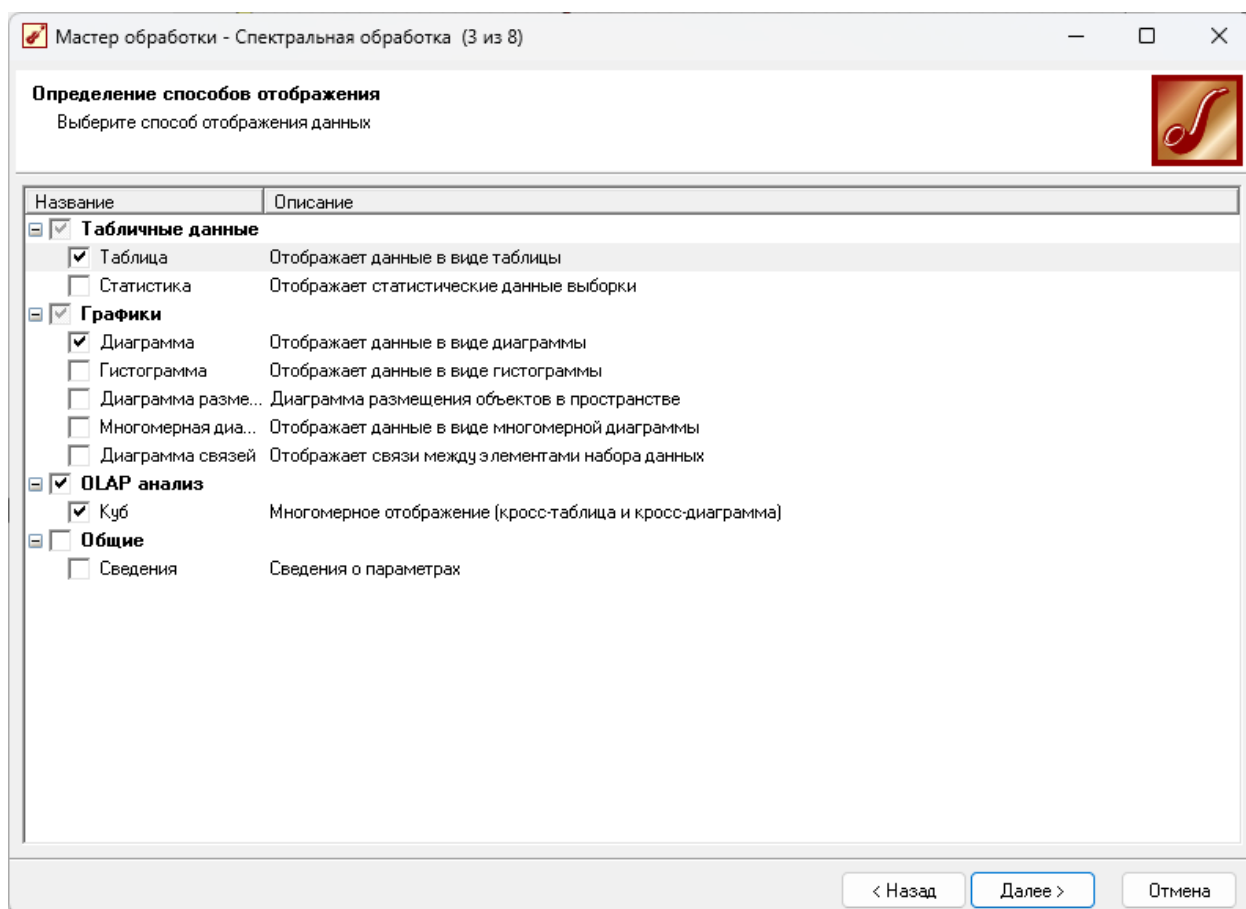 Мастер обработки - Спектральная обработка (3 из 8)
Определение способов отображения
Выберите способ отображения данных
Название Описание
Табличные данные
Таблица Отображает данные в виде таблицы
Статистика Отображает статистические данные выборки
Графики
Диаграмма Отображает данные в виде диаграммы
Гистограмма Отображает данные в виде гистограммы
Диаграмма разме... Диаграмма размещения объектов в пространстве
Многомерная диа... Отображает данные в виде многомерной диаграммы
Диаграмма связей Отображает связи между элементами набора данных
OLAP анализ
Куб Многомерное отображение (кросс-таблица и кросс-диаграмма)
Общие
Сведения Сведения о параметрах
< Назад Далее > Отмена